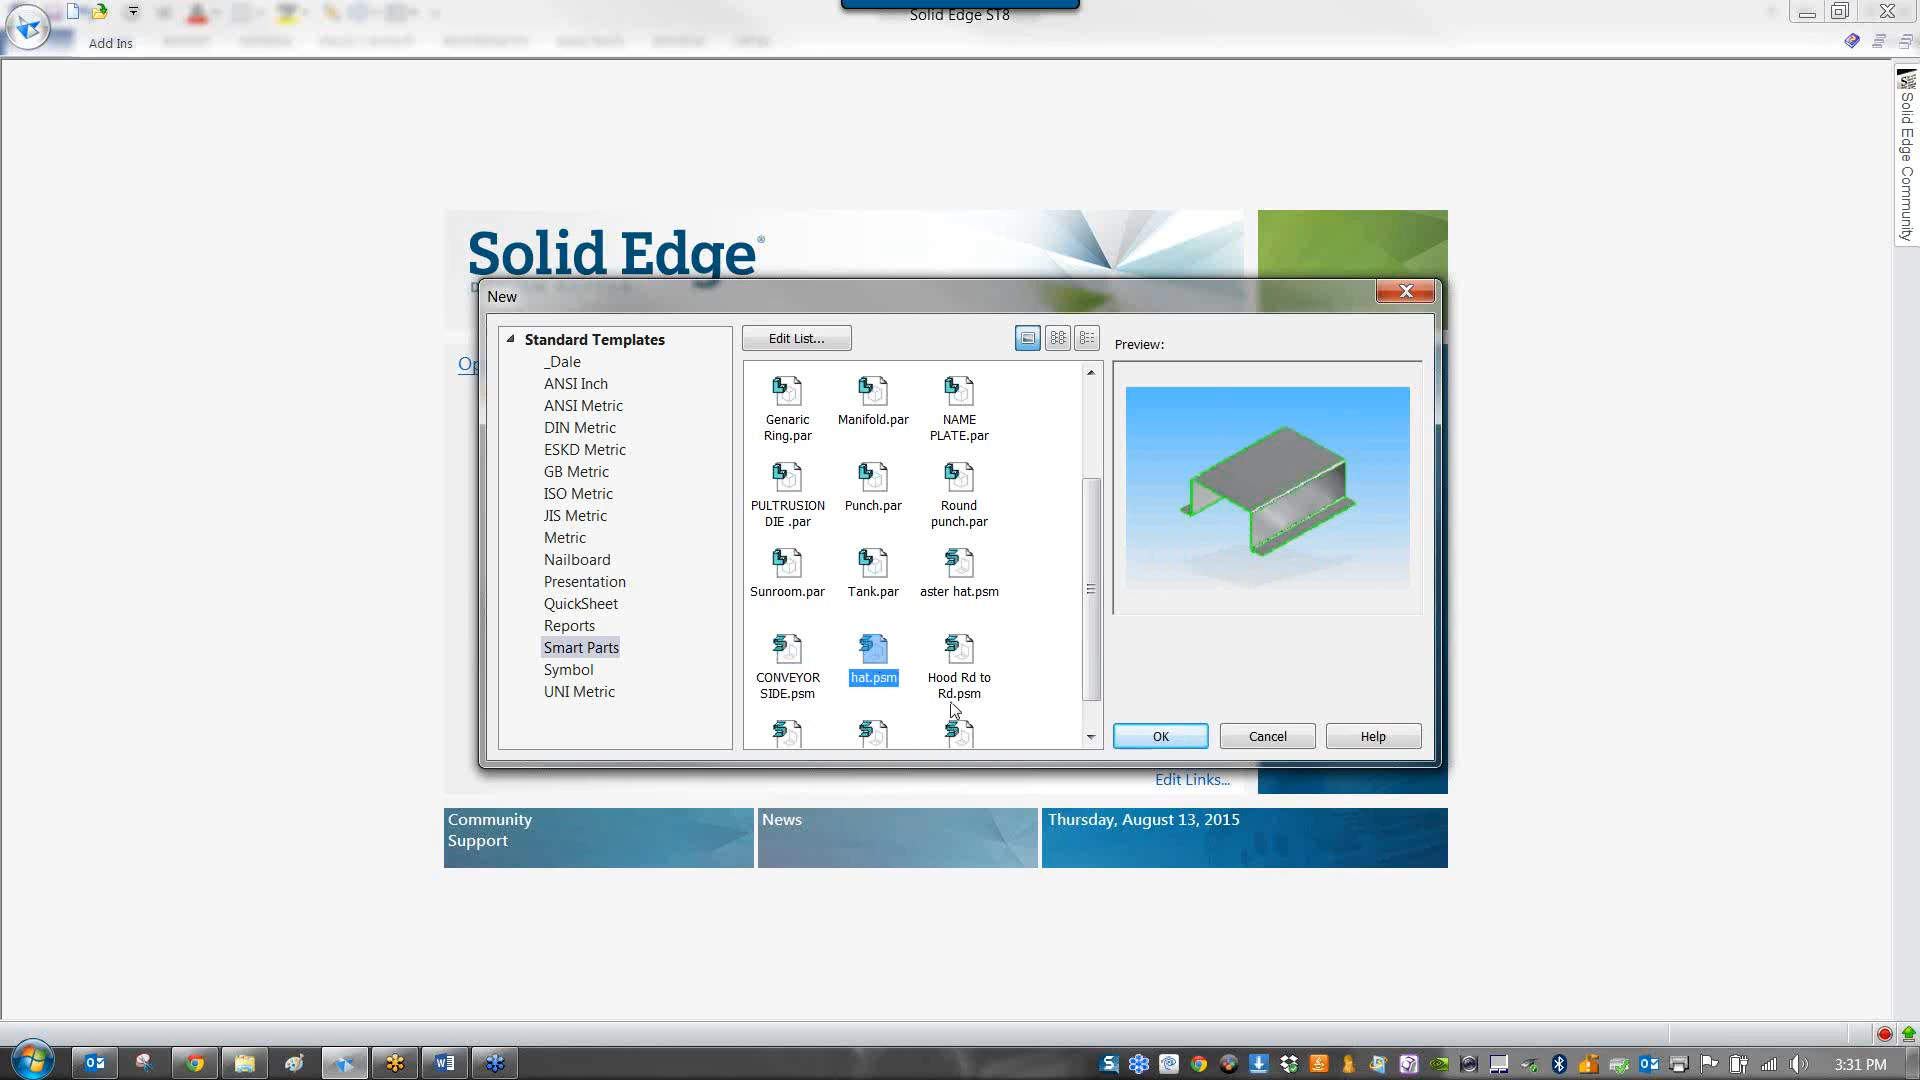 Solid Edge ST8
Add Ins
Solid Edge Community
Solid Edge®
New
Standard Templates
_Dale
ANSI Inch
ANSI Metric
DIN Metric
ESKD Metric
GB Metric
ISO Metric
JIS Metric
Metric
Nailboard
Presentation
QuickSheet
Reports
Smart Parts
Symbol
UNI Metric
Edit List...
Genaric
Ring.par
Manifold.par
NAME
PLATE.par
PULTRUSION
DIE .par
Punch.par
Round
punch.par
Sunroom.par
Tank.par
aster hat.psm
CONVEYOR
SIDE.psm
hat.psm
Hood Rd to
Rd.psm
Preview:
OK
Cancel
Help
Edit Links...
Community
Support
News
Thursday, August 13, 2015
3:31 PM